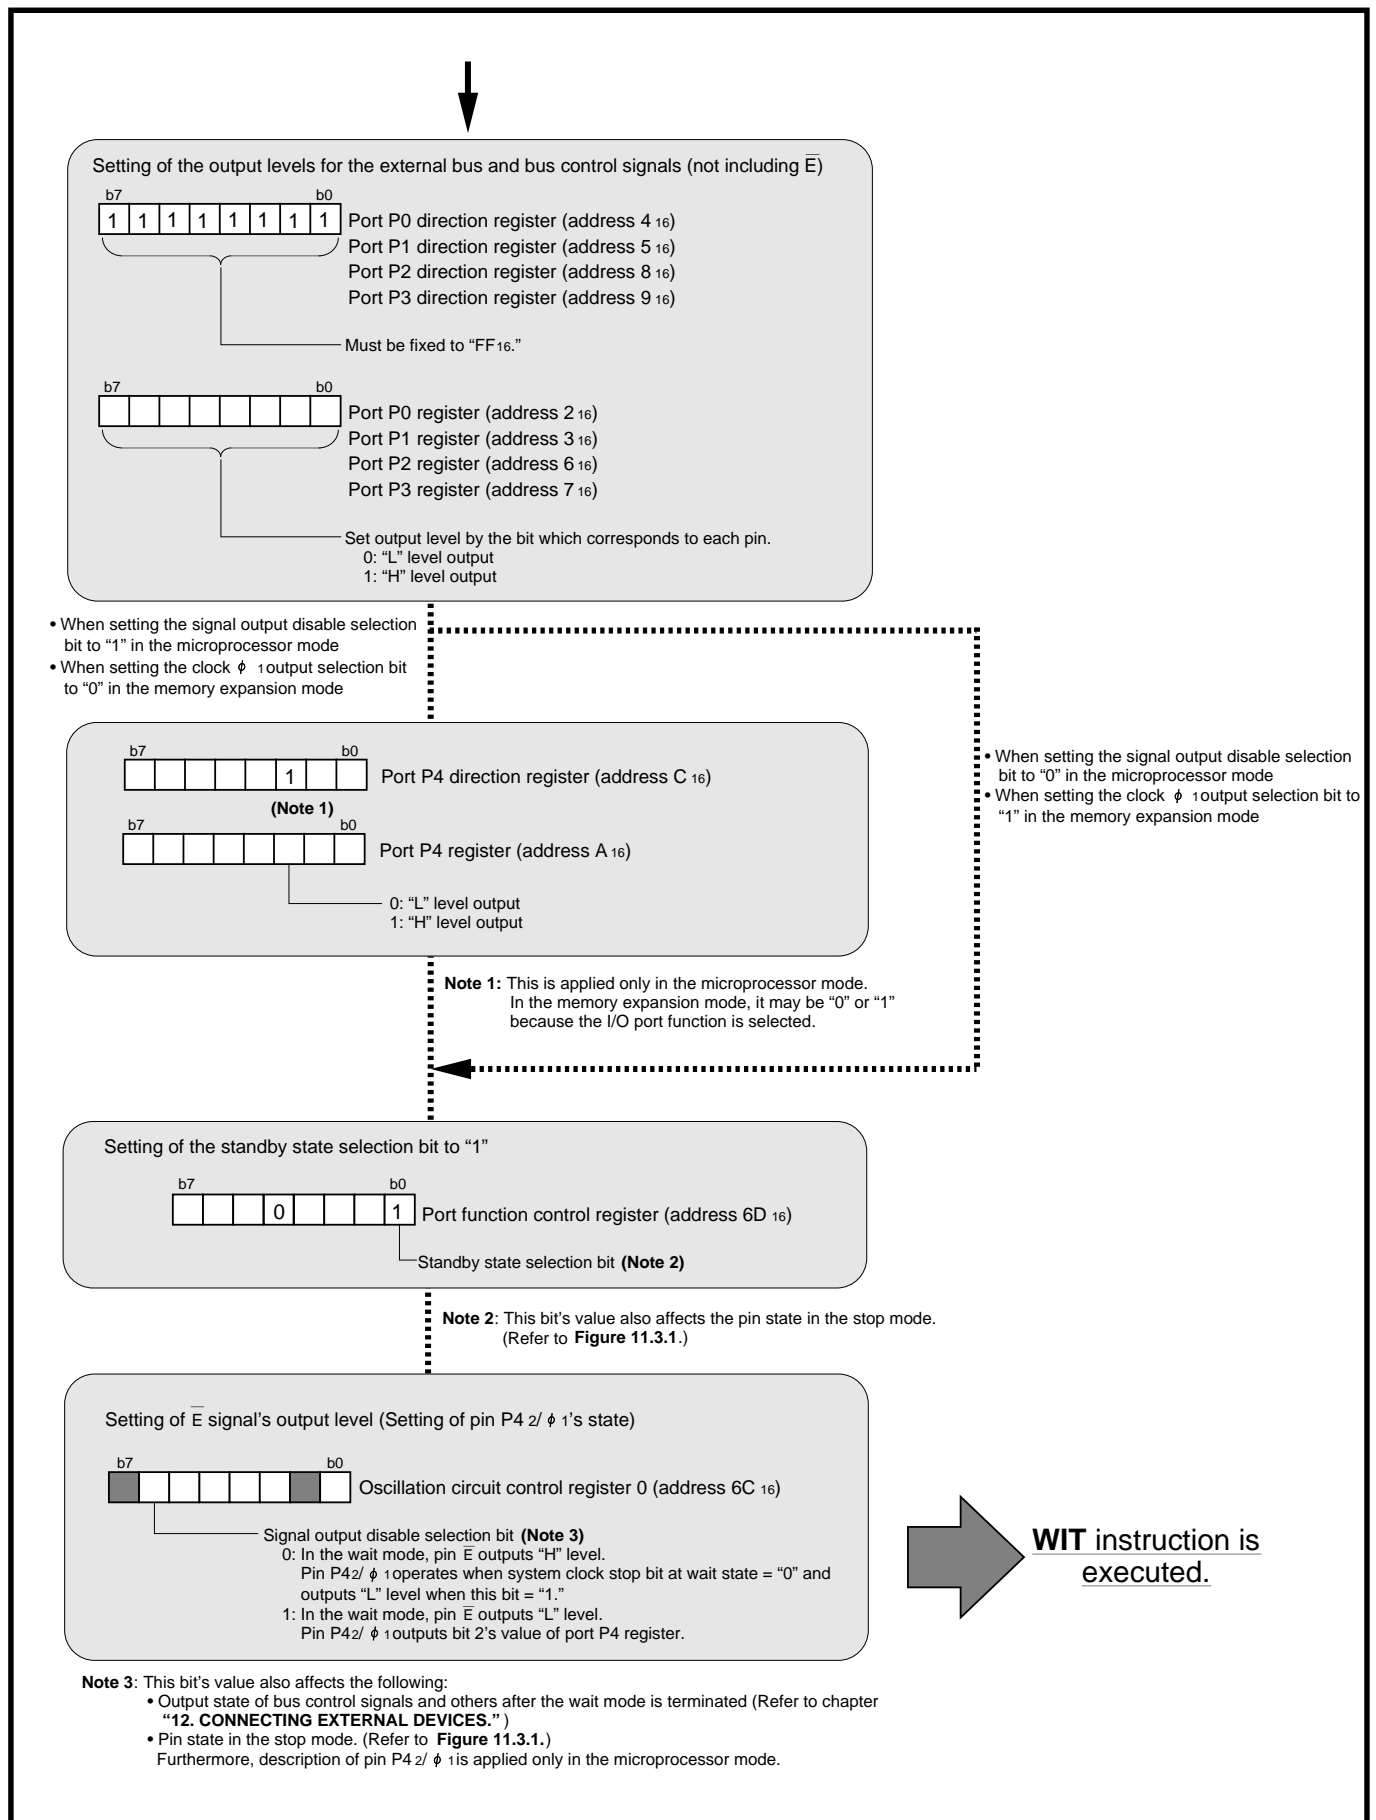 Setting of the output levels for the external bus and bus control signals (not including E̅)
b7 b0
1 1 1 1 1 1 1 1 Port P0 direction register (address 4 16)
Port P1 direction register (address 5 16)
Port P2 direction register (address 8 16)
Port P3 direction register (address 9 16)
Must be fixed to “FF16.”
b7 b0
Port P0 register (address 2 16)
Port P1 register (address 3 16)
Port P2 register (address 6 16)
Port P3 register (address 7 16)
Set output level by the bit which corresponds to each pin.
0: “L” level output
1: “H” level output
• When setting the signal output disable selection
bit to “1” in the microprocessor mode
• When setting the clock ϕ 1 output selection bit
to “0” in the memory expansion mode
b7 b0
1 Port P4 direction register (address C 16)
(Note 1)
b7 b0
Port P4 register (address A 16)
0: “L” level output
1: “H” level output
• When setting the signal output disable selection
bit to “0” in the microprocessor mode
• When setting the clock ϕ 1 output selection bit to
“1” in the memory expansion mode
Note 1: This is applied only in the microprocessor mode.
In the memory expansion mode, it may be “0” or “1”
because the I/O port function is selected.
Setting of the standby state selection bit to “1”
b7 b0
0 1 Port function control register (address 6D 16)
Standby state selection bit (Note 2)
Note 2: This bit’s value also affects the pin state in the stop mode.
(Refer to Figure 11.3.1.)
Setting of E̅ signal’s output level (Setting of pin P4 2/ ϕ 1’s state)
b7 b0
Oscillation circuit control register 0 (address 6C 16)
Signal output disable selection bit (Note 3)
0: In the wait mode, pin E̅ outputs “H” level.
Pin P42/ ϕ 1 operates when system clock stop bit at wait state = “0” and
outputs “L” level when this bit = “1.”
1: In the wait mode, pin E̅ outputs “L” level.
Pin P42/ ϕ 1 outputs bit 2’s value of port P4 register.
WIT instruction is
executed.
Note 3: This bit’s value also affects the following:
• Output state of bus control signals and others after the wait mode is terminated (Refer to chapter
“12. CONNECTING EXTERNAL DEVICES.” )
• Pin state in the stop mode. (Refer to Figure 11.3.1.)
Furthermore, description of pin P4 2/ ϕ 1 is applied only in the microprocessor mode.